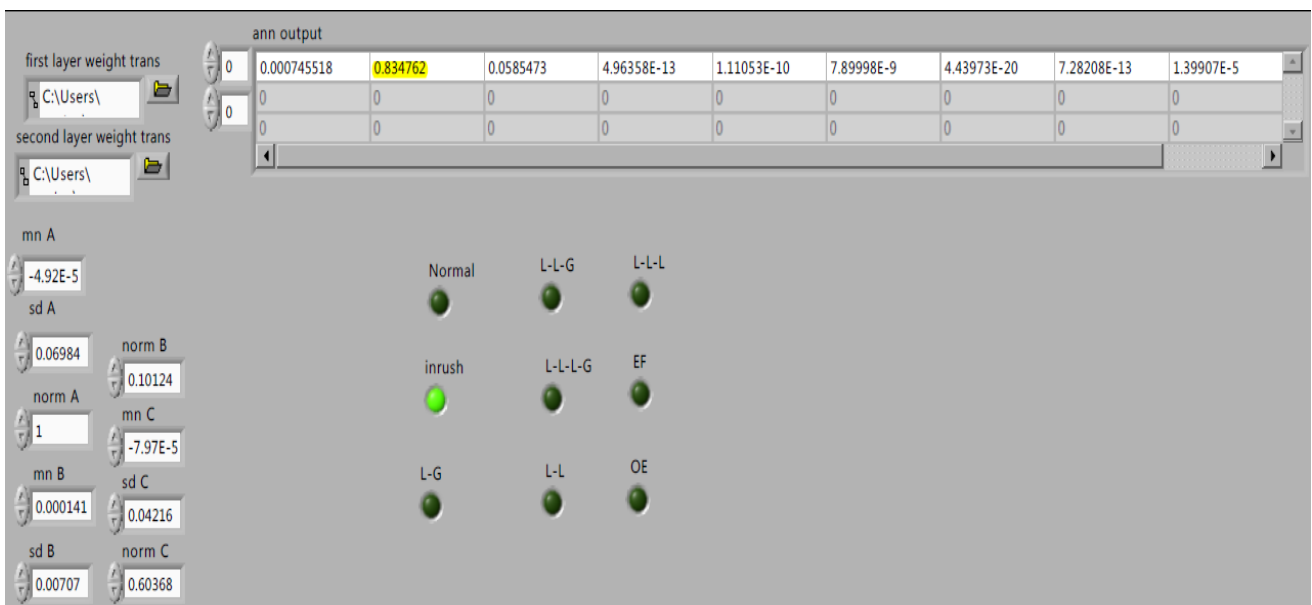 ann output
first layer weight trans
0
0.000745518 0.834762 0.0585473 4.96358E-13 1.11053E-10 7.89998E-9 4.43973E-20 7.28208E-13 1.39907E-5
C:\Users\
0
0 0 0 0 0 0 0 0 0
0 0 0 0 0 0 0 0 0
second layer weight trans
C:\Users\
mn A
-4.92E-5
sd A
0.06984
norm A
1
mn B
0.000141
sd B
0.00707
norm B
0.10124
mn C
-7.97E-5
sd C
0.04216
norm C
0.60368
Normal
L-L-G
L-L-L
inrush
L-L-L-G
EF
L-G
L-L
OE